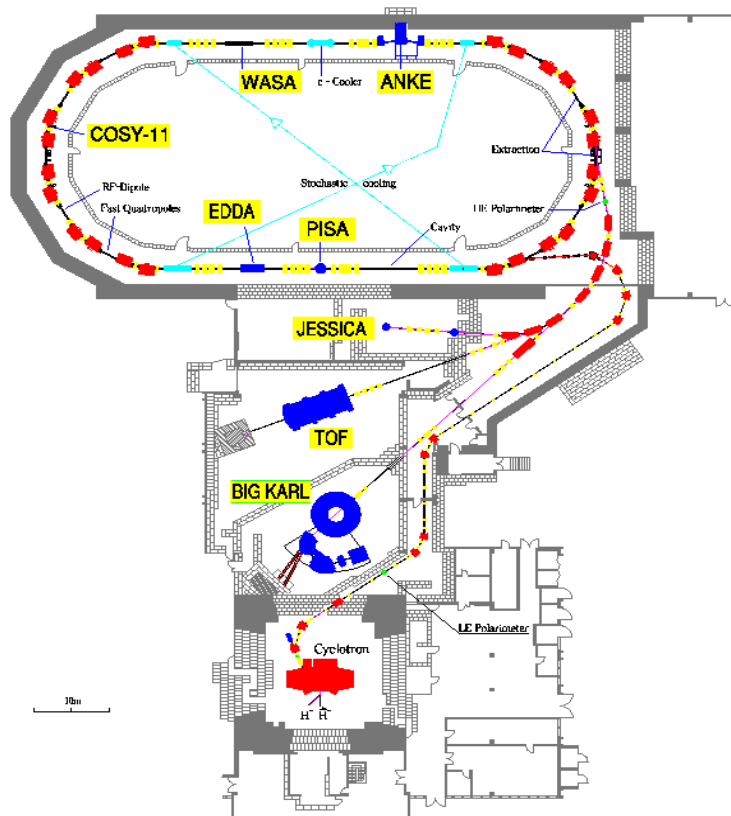 WASA
e - Cooler
ANKE
COSY-11
Extraction
Stochastic cooling
RF-Dipole
Fast Quadrupoles
EDDA
PISA
Cavity
HE Polarimeter
JESSICA
TOF
BIG KARL
LE Polarimeter
Cyclotron
10m
H⁻ H⁻